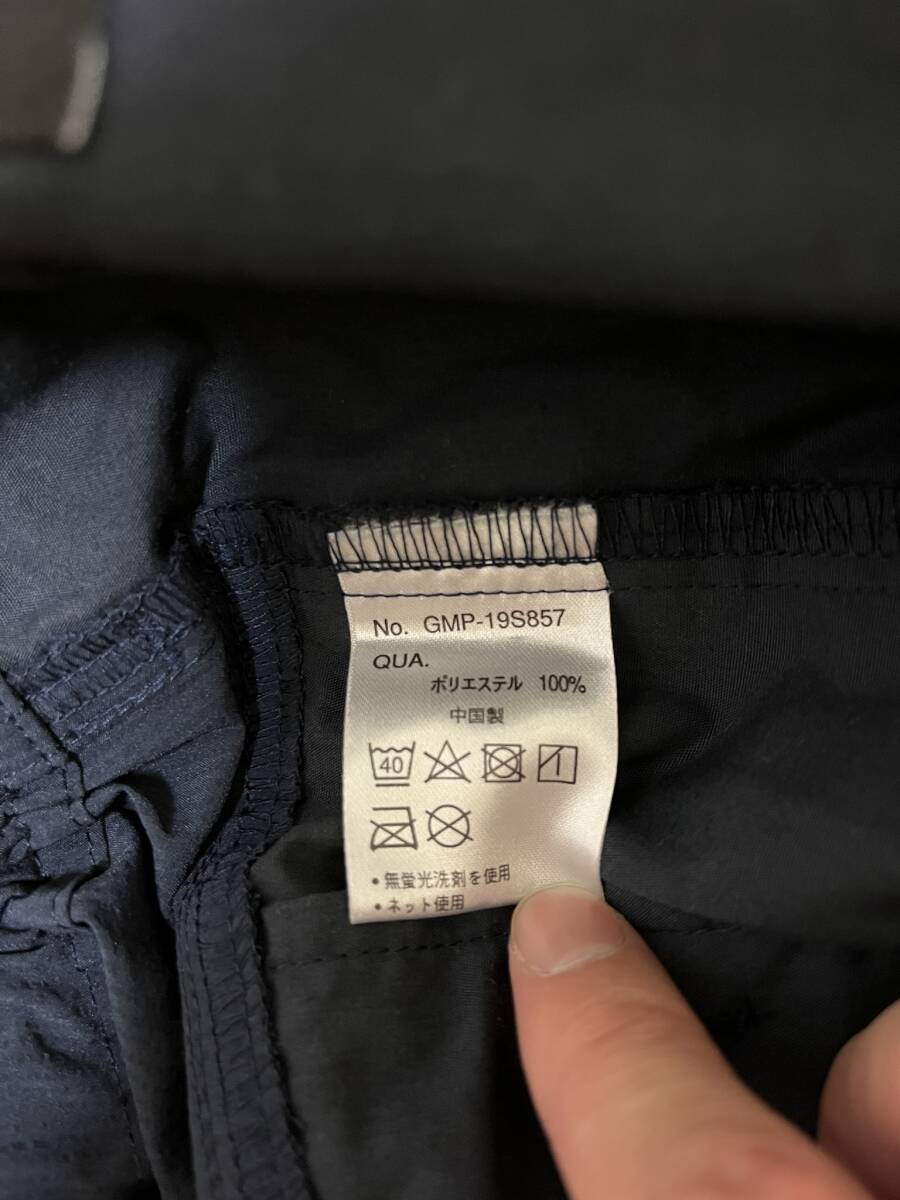 No. GMP-19S857
QUA.
ポリエステル 100%
中国製
40
・無蛍光洗剤を使用
・ネット使用